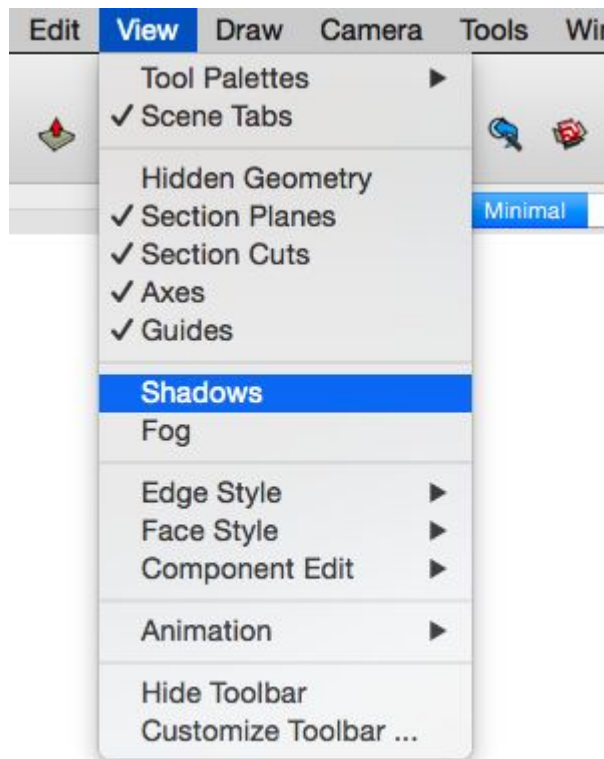 Edit View Draw Camera Tools
Tool Palettes
✓ Scene Tabs
Hidden Geometry
✓ Section Planes
Minimal
✓ Section Cuts
✓ Axes
✓ Guides
Shadows
Fog
Edge Style
Face Style
Component Edit
Animation
Hide Toolbar
Customize Toolbar ...